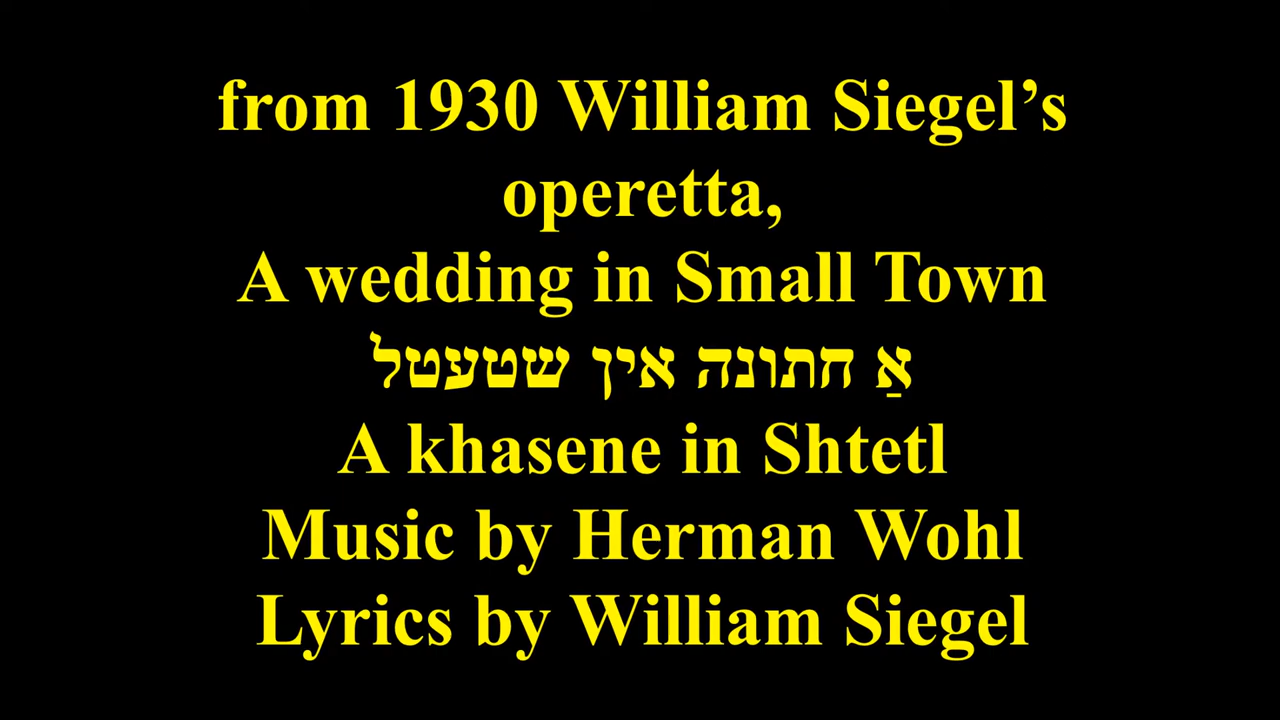 from 1930 William Siegel’s
operetta,
A wedding in Small Town
אַ חתונה אין שטעטל
A khasene in Shtetl
Music by Herman Wohl
Lyrics by William Siegel